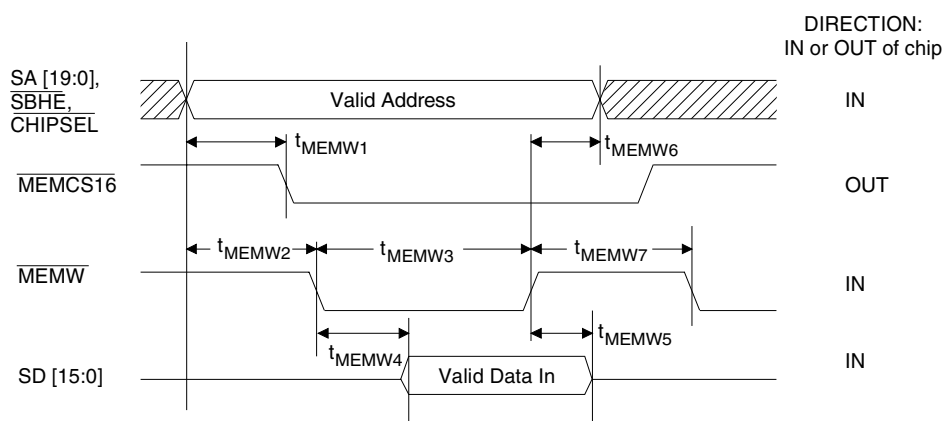 DIRECTION:
IN or OUT of chip
SA [19:0],
SBHE,
CHIPSEL
Valid Address
IN
tMEMW1
tMEMW6
MEMCS16
OUT
tMEMW2
tMEMW3
tMEMW7
MEMW
IN
tMEMW4
tMEMW5
SD [15:0]
Valid Data In
IN